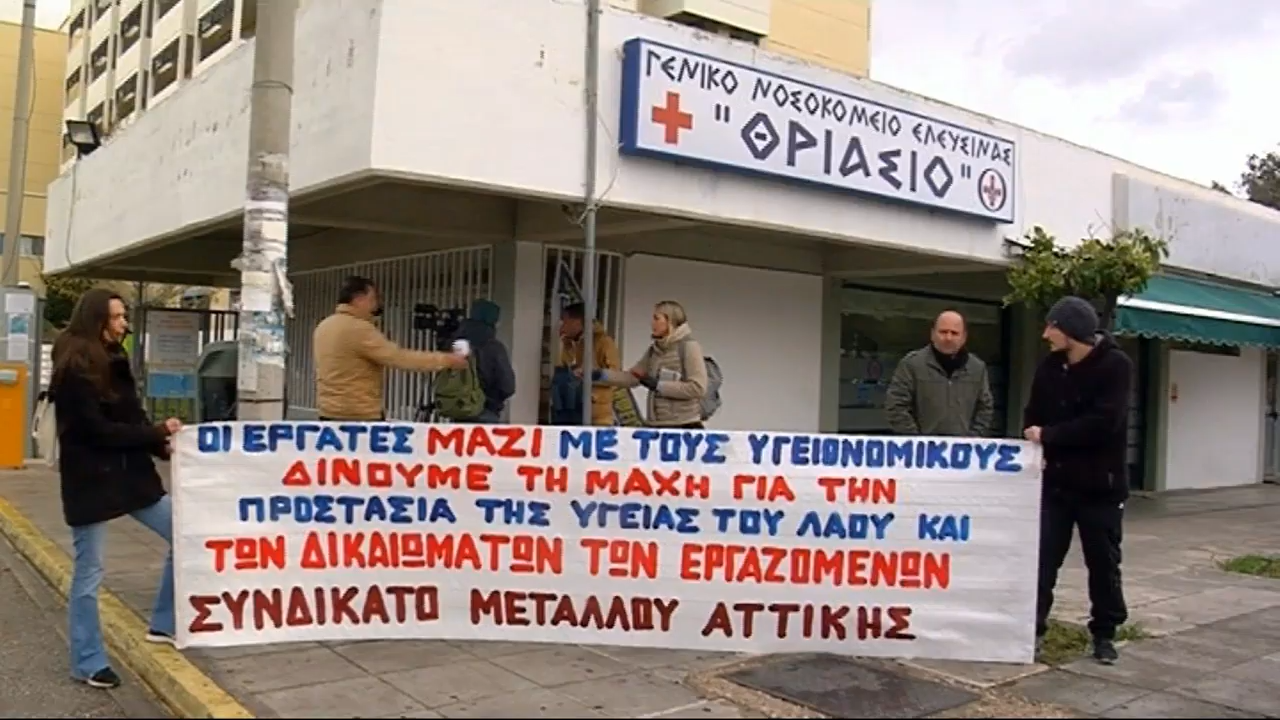 ΓΕΝΙΚΟ ΝΟΣΟΚΟΜΕΙΟ ΕΛΕΥΣΙΝΑΣ
"ΘΡΙΑΣΙΟ"
ΟΙ ΕΡΓΑΤΕΣ ΜΑΖΙ ΜΕ ΤΟΥΣ ΥΓΕΙΟΝΟΜΙΚΟΥΣ
ΔΙΝΟΥΜΕ ΤΗ ΜΑΧΗ ΓΙΑ ΤΗΝ
ΠΡΟΣΤΑΣΙΑ ΤΗΣ ΥΓΕΙΑΣ ΤΟΥ ΛΑΟΥ ΚΑΙ
ΤΩΝ ΔΙΚΑΙΩΜΑΤΩΝ ΤΩΝ ΕΡΓΑΖΟΜΕΝΩΝ
ΣΥΝΔΙΚΑΤΟ ΜΕΤΑΛΛΟΥ ΑΤΤΙΚΗΣ